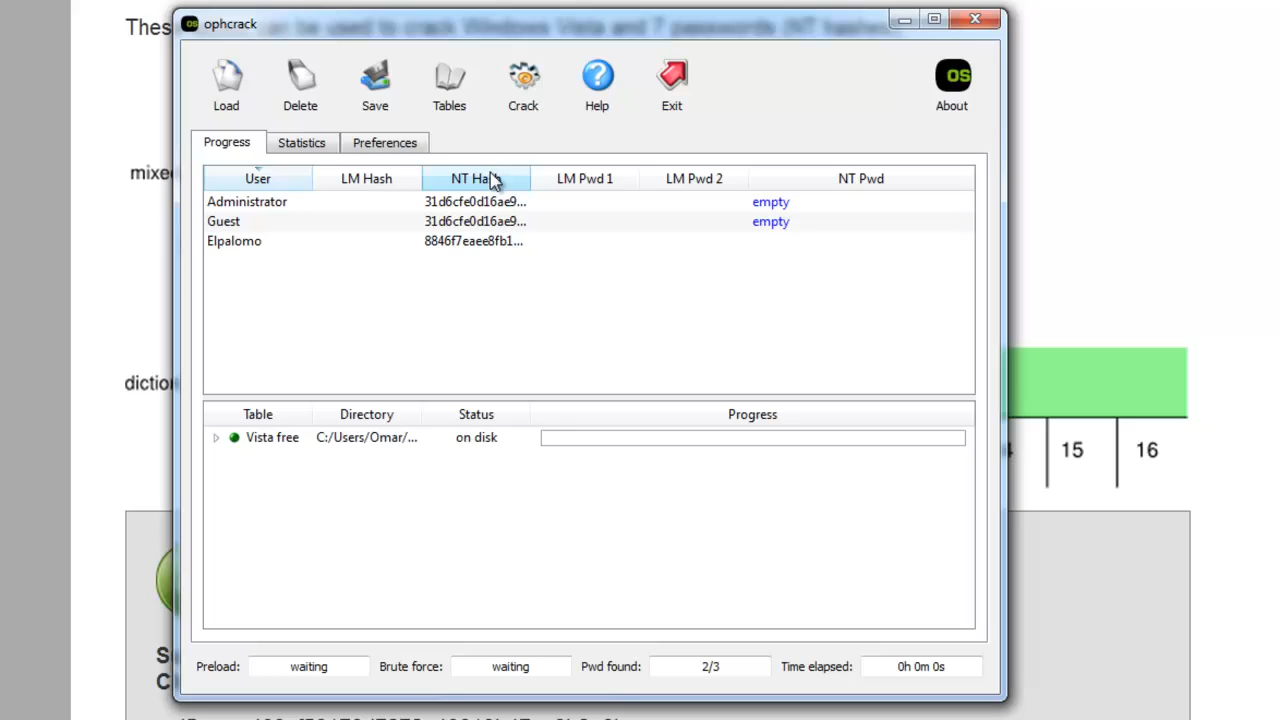 ophcrack
Load Delete Save Tables Crack Help Exit About
OS
Progress Statistics Preferences
User LM Hash NT Hash LM Pwd 1 LM Pwd 2 NT Pwd
Administrator 31d6cfe0d16ae9... empty
Guest 31d6cfe0d16ae9... empty
Elpalomo 8846f7eaee8fb1...
Table Directory Status Progress
Vista free C:/Users/Omar/... on disk
15 16
Preload: waiting Brute force: waiting Pwd found: 2/3 Time elapsed: 0h 0m 0s